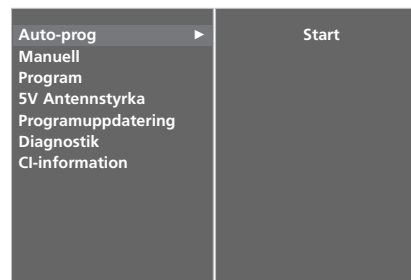 Auto-prog ►
Start
Manuell
Program
5V Antennstyrka
Programuppdatering
Diagnostik
CI-information